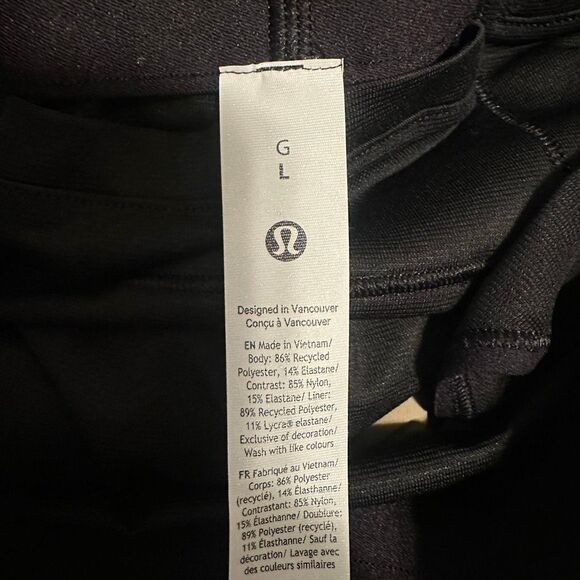 G
Designed in Vancouver
Conçu à Vancouver
EN Made in Vietnam/
Body: 86% Recycled
Polyester, 14% Elastane/
Contrast: 85% Nylon,
15% Elastane/ Liner:
89% Recycled Polyester,
11% Lycra® elastane/
Exclusive of decoration/
Wash with like colours
FR Fabriqué au Vietnam/
Corps: 86% Polyester
(recyclé), 14% Élasthanne/
Contrastant: 85% Nylon,
15% Élasthanne/ Doublure:
89% Polyester (recyclé),
11% Élasthanne/ Sauf la
décoration/ Lavage avec
des couleurs similaires